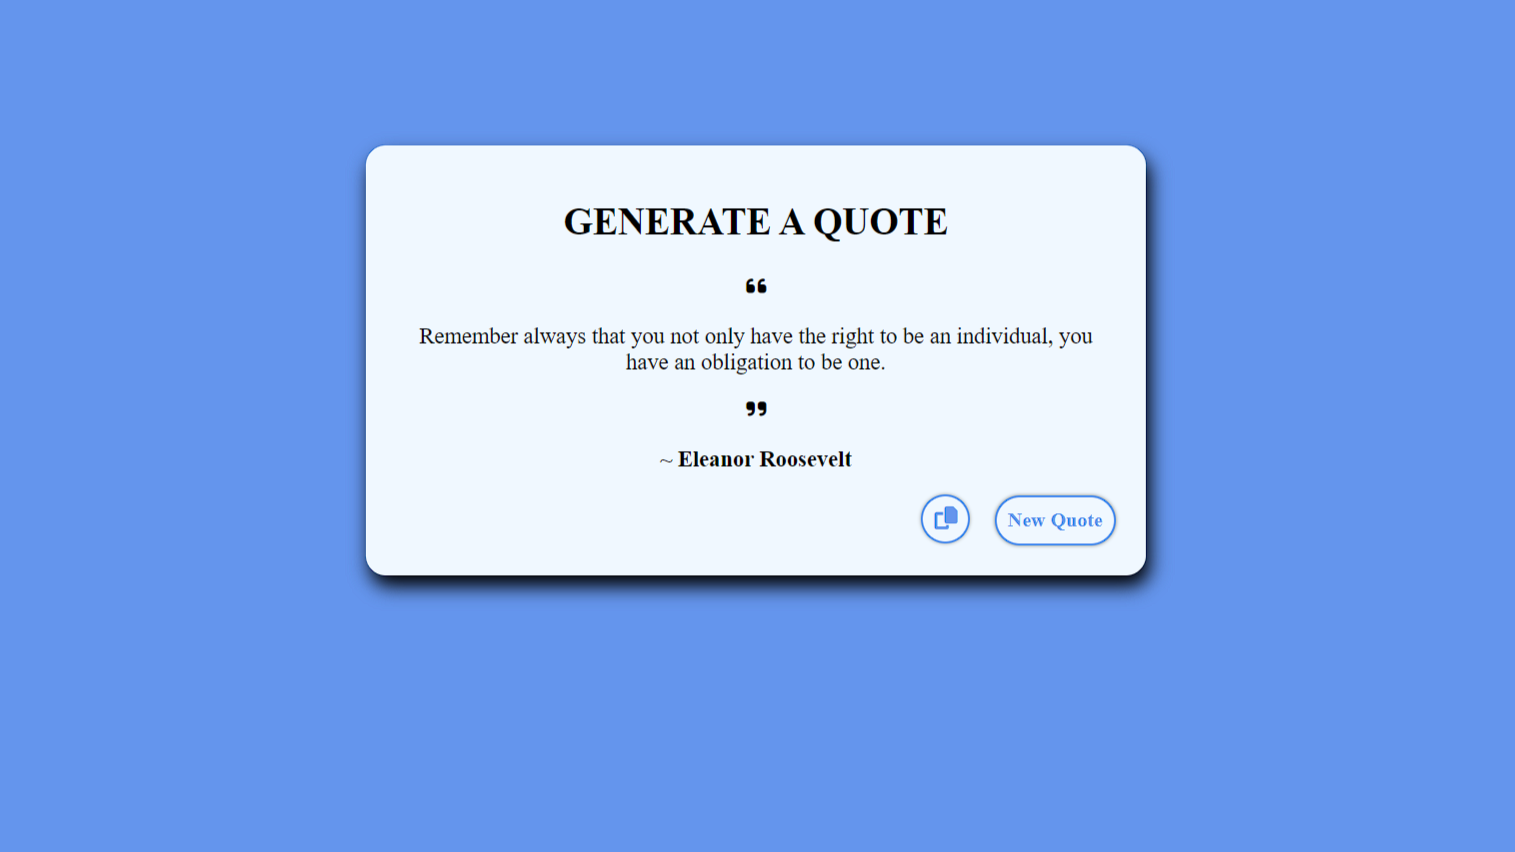 GENERATE A QUOTE
❝
Remember always that you not only have the right to be an individual, you
have an obligation to be one.
❞
~ Eleanor Roosevelt
New Quote